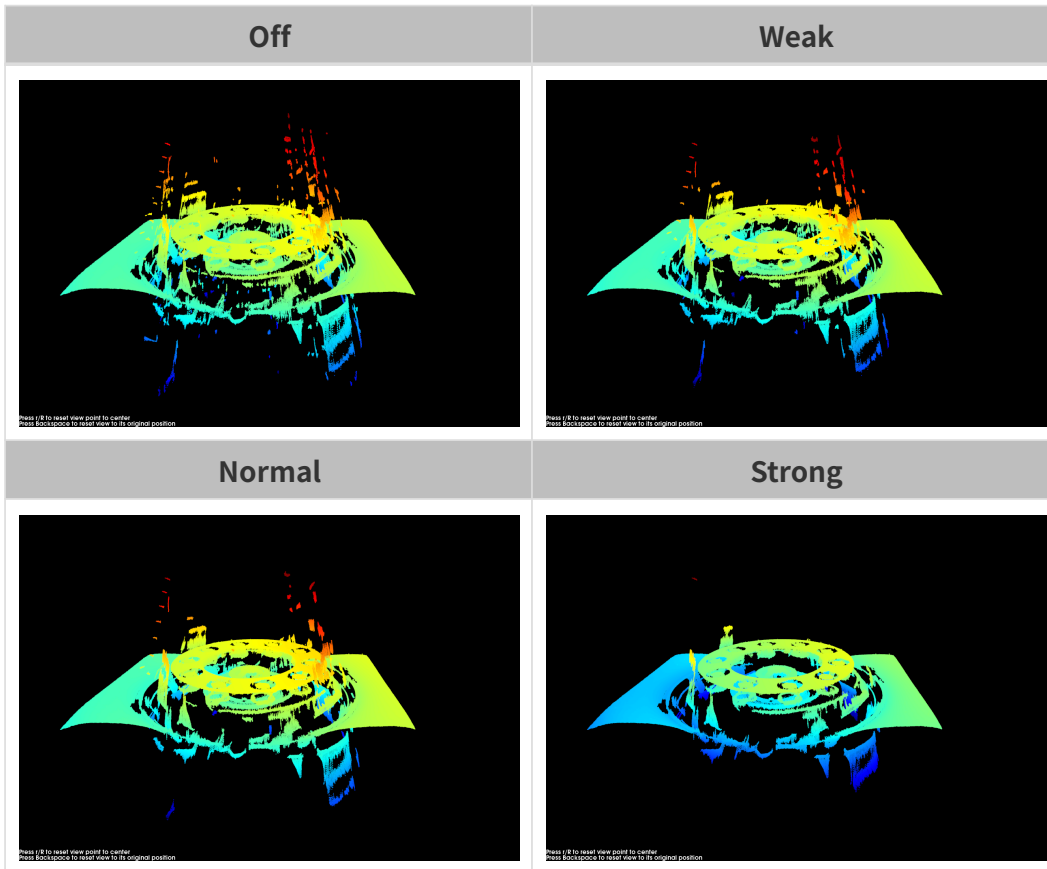 Off
Weak
Press r/R to reset view point to center
Press Backspace to reset view to its original position
Press r/R to reset view point to center
Press Backspace to reset view to its original position
Normal
Strong
Press r/R to reset view point to center
Press Backspace to reset view to its original position
Press r/R to reset view point to center
Press Backspace to reset view to its original position